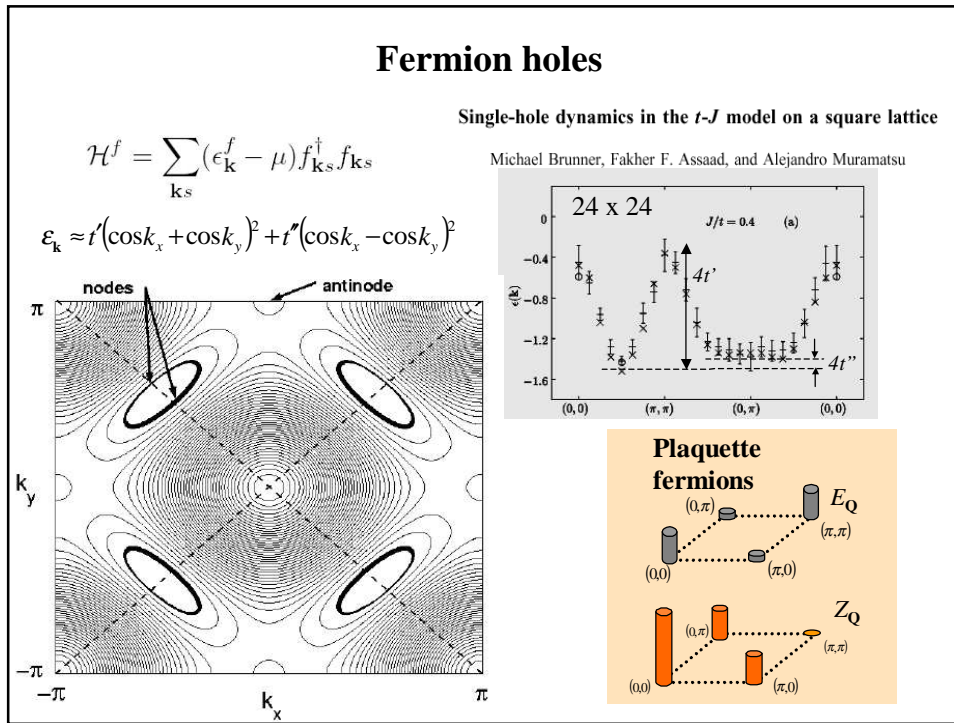 Fermion holes
Single-hole dynamics in the t-J model on a square lattice
Michael Brunner, Fakher F. Assaad, and Alejandro Muramatsu
ℋ^f = ∑_{𝐤s} (ϵ_𝐤^f − μ) f_{𝐤s}^† f_{𝐤s}
ε_𝐤 ≈ t′(cosk_x + cosk_y)² + t″(cosk_x − cosk_y)²
nodes
antinode
π
k_y
−π
−π
k_x
π
24 x 24
J/t = 0.4 (a)
0
−0.4
−0.8
−1.2
−1.6
ϵ(k)
4t'
4t''
(0,0)
(π,π)
(0,π)
(0,0)
Plaquette
fermions
E_Q
(0,π)
(π,π)
(0,0)
(π,0)
Z_Q
(0,π)
(π,π)
(0,0)
(π,0)